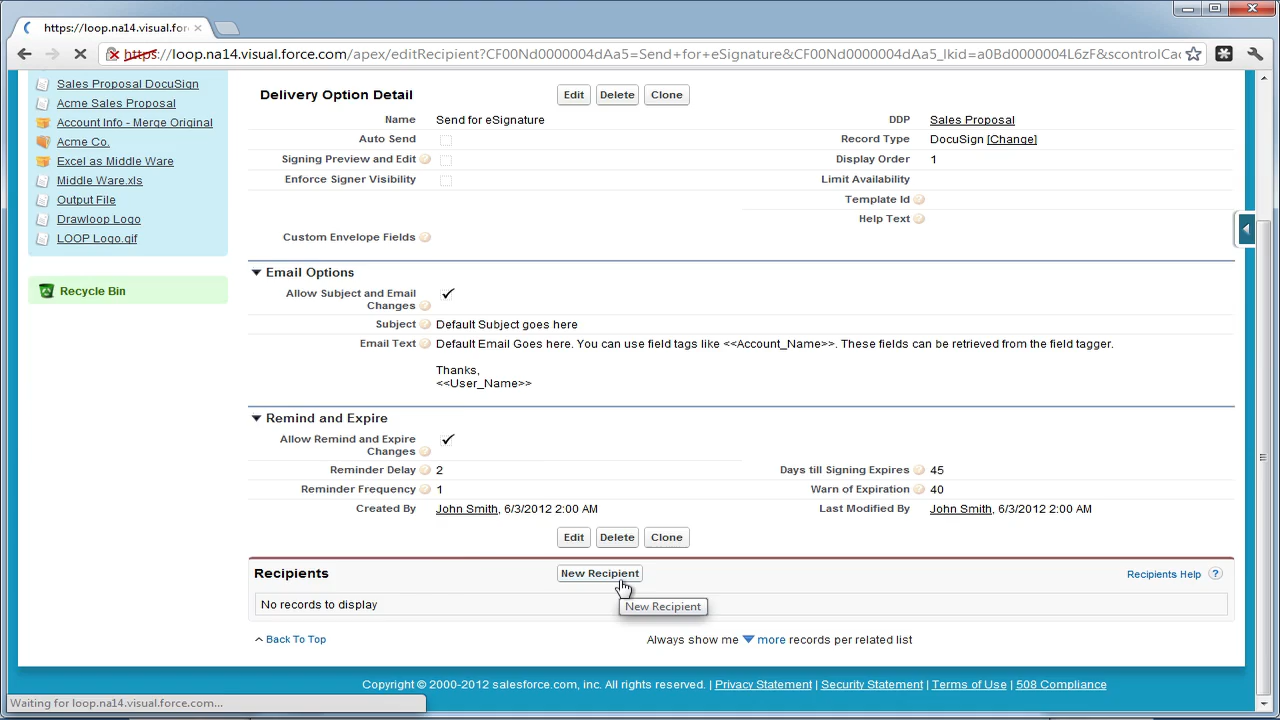 https://loop.na14.visual.for
https://loop.na14.visual.force.com/apex/editRecipient?CF00Nd0000004dAa5=Send+for+eSignature&CF0Nd0000004dAa5_lkid=a0Bd0000004L6zF&scontrolCac
Sales Proposal DocuSign
Acme Sales Proposal
Account Info - Merge Original
Acme Co.
Excel as Middle Ware
Middle Ware.xls
Output File
Drawloop Logo
LOOP Logo.gif
Recycle Bin
Delivery Option Detail
Edit Delete Clone
Name Send for eSignature DDP Sales Proposal
Auto Send Record Type DocuSign [Change]
Signing Preview and Edit ? Display Order 1
Enforce Signer Visibility Limit Availability
Template Id ?
Help Text ?
Custom Envelope Fields ?
Email Options
Allow Subject and Email
Changes ?
Subject ? Default Subject goes here
Email Text ? Default Email Goes here. You can use field tags like <<Account_Name>>. These fields can be retrieved from the field tagger.
Thanks,
<<User_Name>>
Remind and Expire
Allow Remind and Expire
Changes ?
Reminder Delay ? 2 Days till Signing Expires ? 45
Reminder Frequency ? 1 Warn of Expiration ? 40
Created By John Smith, 6/3/2012 2:00 AM Last Modified By John Smith, 6/3/2012 2:00 AM
Edit Delete Clone
Recipients New Recipient Recipients Help ?
No records to display
New Recipient
Back To Top Always show me more records per related list
Copyright © 2000-2012 salesforce.com, inc. All rights reserved. | Privacy Statement | Security Statement | Terms of Use | 508 Compliance
Waiting for loop.na14.visual.force.com...